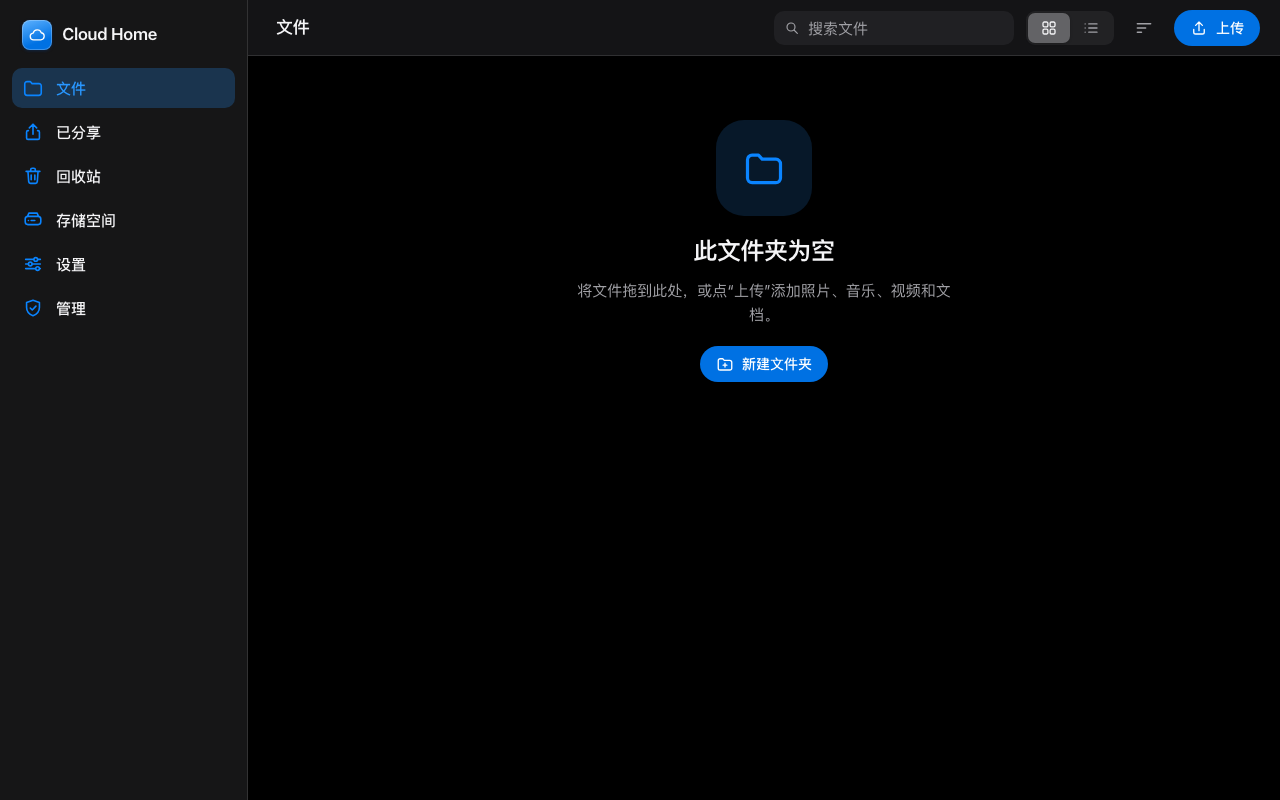 Cloud Home
文件
已分享
回收站
存储空间
设置
管理
文件
搜索文件
上传
此文件夹为空
将文件拖到此处，或点“上传”添加照片、音乐、视频和文
档。
新建文件夹